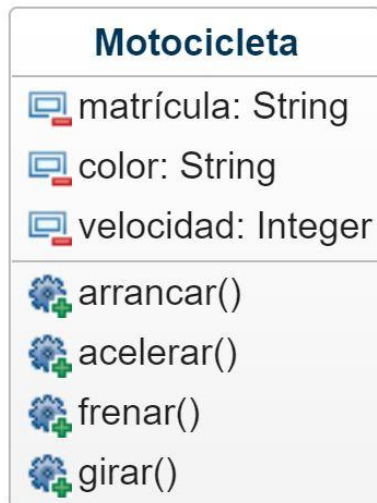 Motocicleta
matrícula: String
color: String
velocidad: Integer
arrancar()
acelerar()
frenar()
girar()